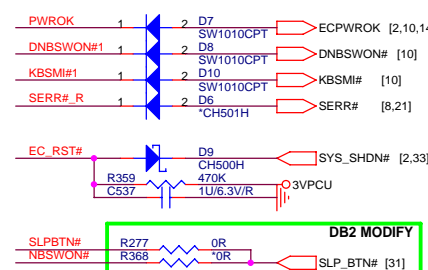 PWROK 1 2 D7 ECPWROK [2,10,14
SW1010CPT
DNBSWON#1 1 2 D8 DNBSWON# [10]
SW1010CPT
KBSMI#1 1 2 D10 KBSMI# [10]
SW1010CPT
SERR#_R 1 2 D6 SERR# [8,21]
*CH501H
EC_RST# D9 SYS_SHDN# [2,33]
CH500H
R359 470K 3VPCU
C537 1U/6.3V/R
DB2 MODIFY
SLPBTN# R277 0R
NBSWON# R368 *0R
SLP_BTN# [31]